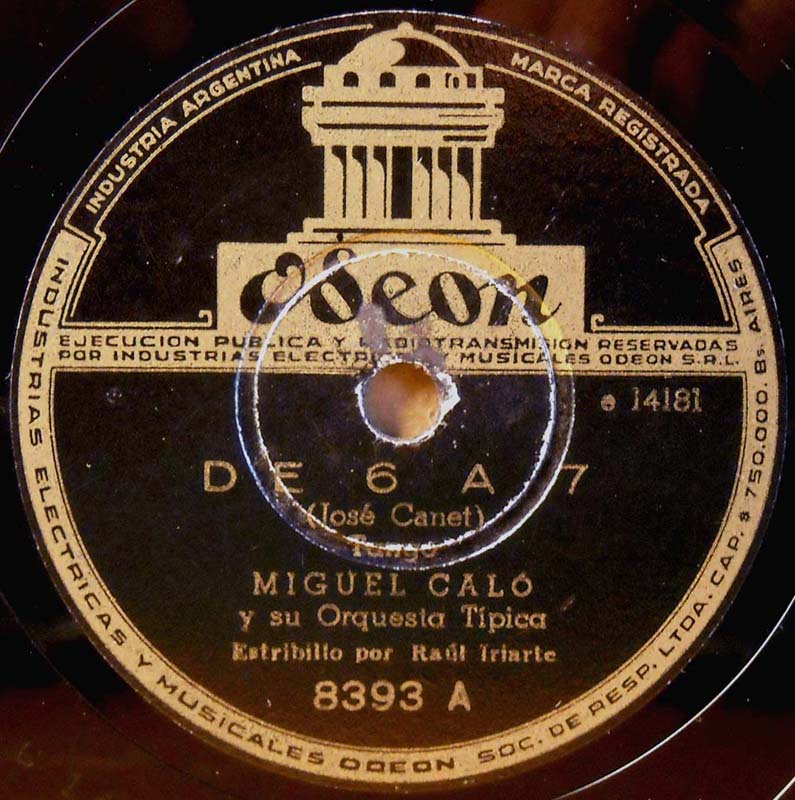 INDUSTRIA ARGENTINA
MARCA REGISTRADA
Odeon
EJECUCION PUBLICA Y RADIOTRANSMISION RESERVADAS
POR INDUSTRIAS ELECTRICAS Y MUSICALES ODEON S.R.L.
e 14181
DE 6 A 7
(José Canet)
Tango
MIGUEL CALÓ
y su Orquesta Típica
Estribillo por Raúl Iriarte
8393 A
INDUSTRIAS ELECTRICAS Y MUSICALES ODEON SOC. DE RESP. LTDA. CAP. $ 750.000. Bs. AIRES